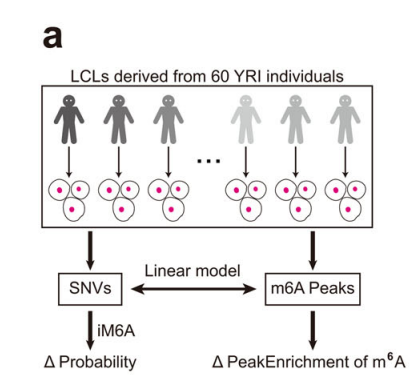 a
LCLs derived from 60 YRI individuals
...
Linear model
SNVs
m6A Peaks
iM6A
Δ Probability
Δ PeakEnrichment of m⁶A